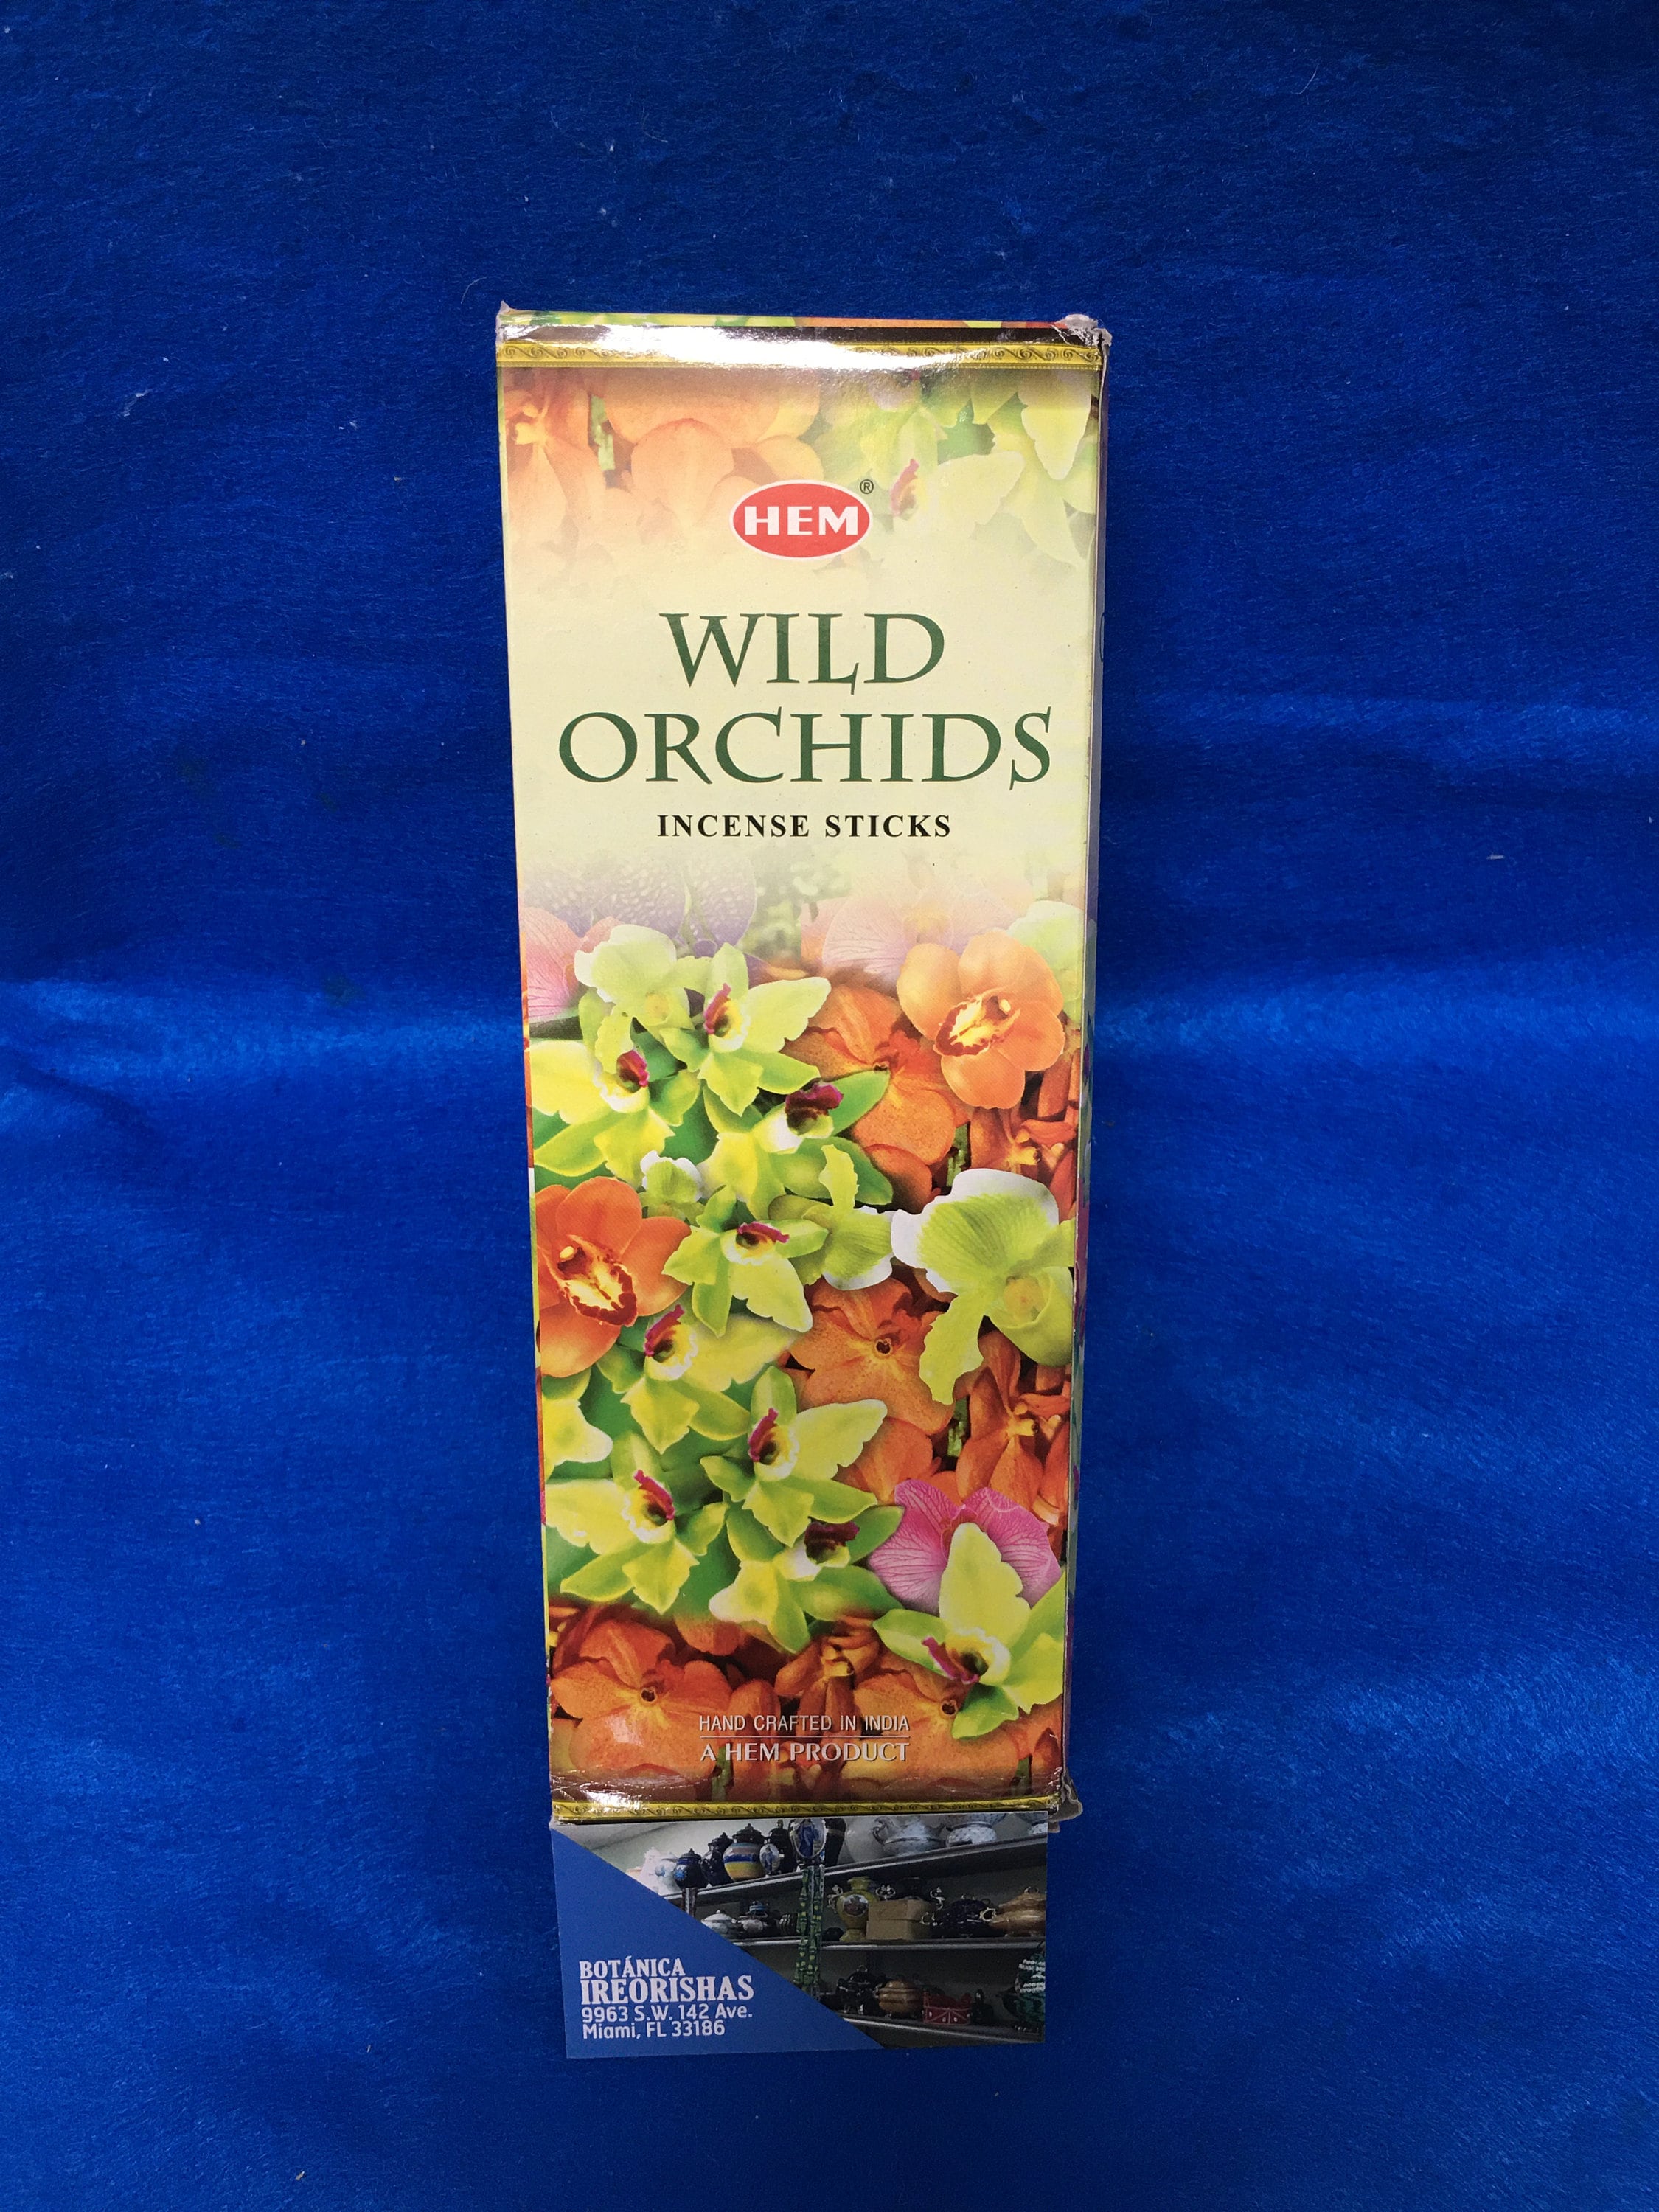 HEM®
WILD
ORCHIDS
INCENSE STICKS
HAND CRAFTED IN INDIA
A HEM PRODUCT
BOTÁNICA
IREORISHAS
9963 S.W. 142 Ave.
Miami, FL 33186